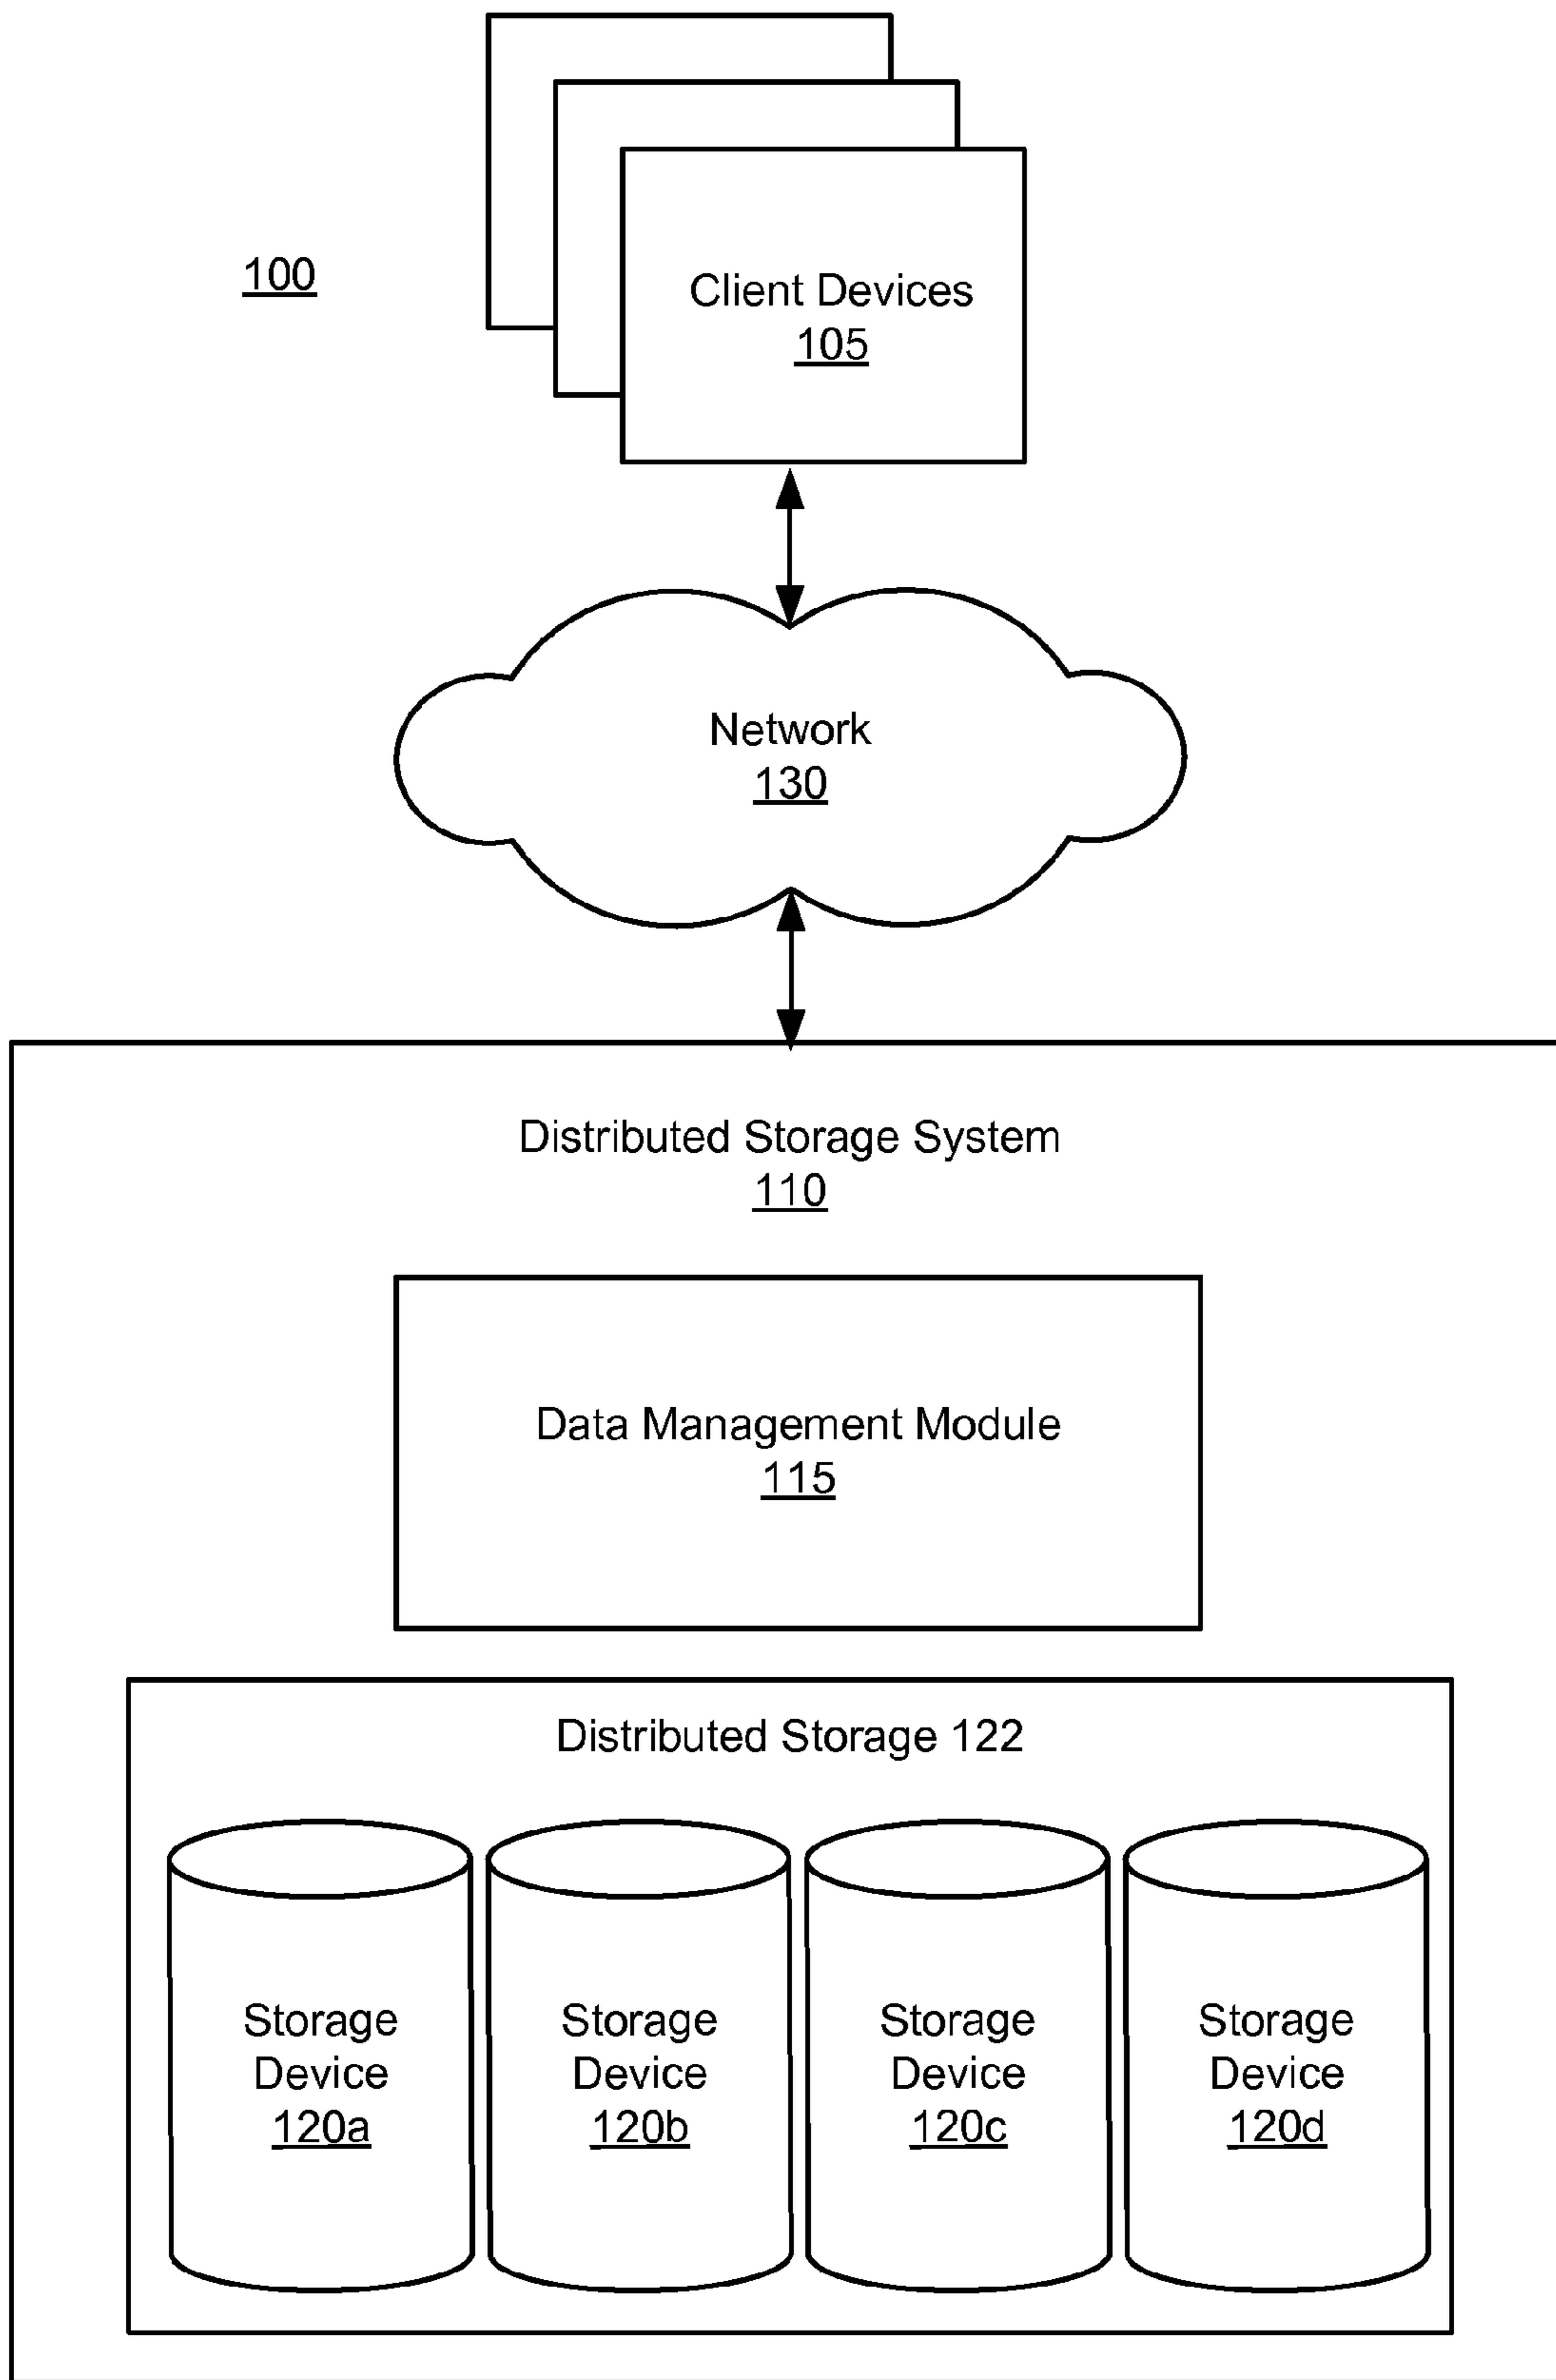 100
Client Devices
105
Network
130
Distributed Storage System
110
Data Management Module
115
Distributed Storage 122
Storage
Device
120a
Storage
Device
120b
Storage
Device
120c
Storage
Device
120d